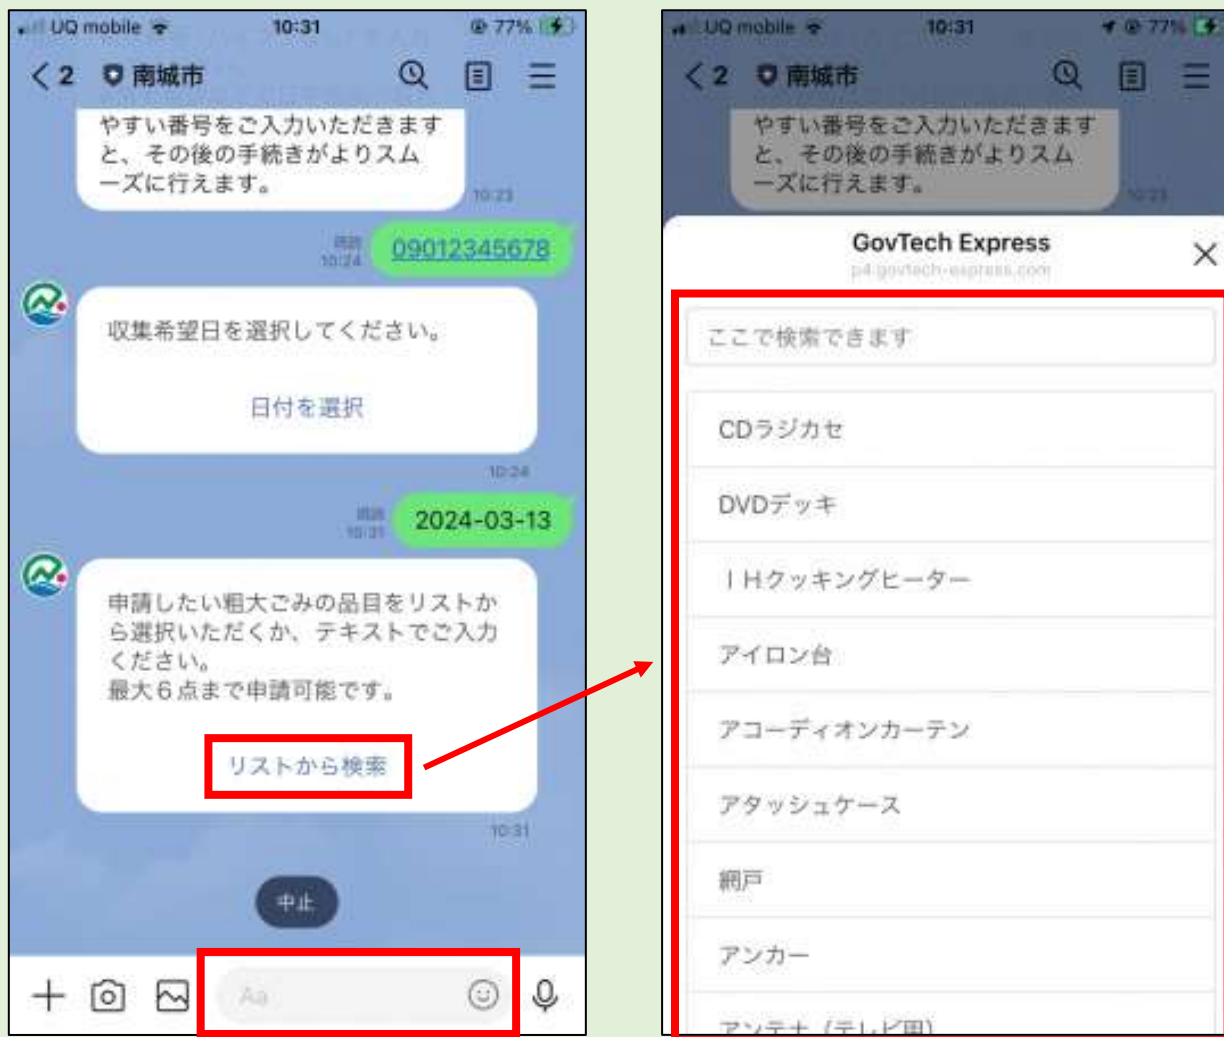 UQ mobile 10:31 77%
2 南城市
やすい番号をご入力いただきます
と、その後の手続きがよりスム
ーズに行えます。
10:23
既読
10:24
09012345678
収集希望日を選択してください。
日付を選択
10:24
既読
10:31
2024-03-13
申請したい粗大ごみの品目をリストか
ら選択いただくか、テキストでご入力
ください。
最大６点まで申請可能です。
リストから検索
10:31
中止
Aa
UQ mobile 10:31 77%
2 南城市
やすい番号をご入力いただきます
と、その後の手続きがよりスム
ーズに行えます。
10:23
GovTech Express
p4.govtech-express.com
ここで検索できます
CDラジカセ
DVDデッキ
ＩＨクッキングヒーター
アイロン台
アコーディオンカーテン
アタッシュケース
網戸
アンカー
アンテナ（テレビ用）